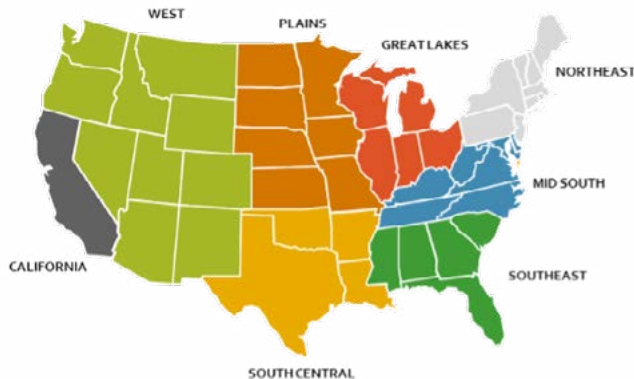 WEST
PLAINS
GREAT LAKES
NORTHEAST
MID SOUTH
CALIFORNIA
SOUTHEAST
SOUTH CENTRAL